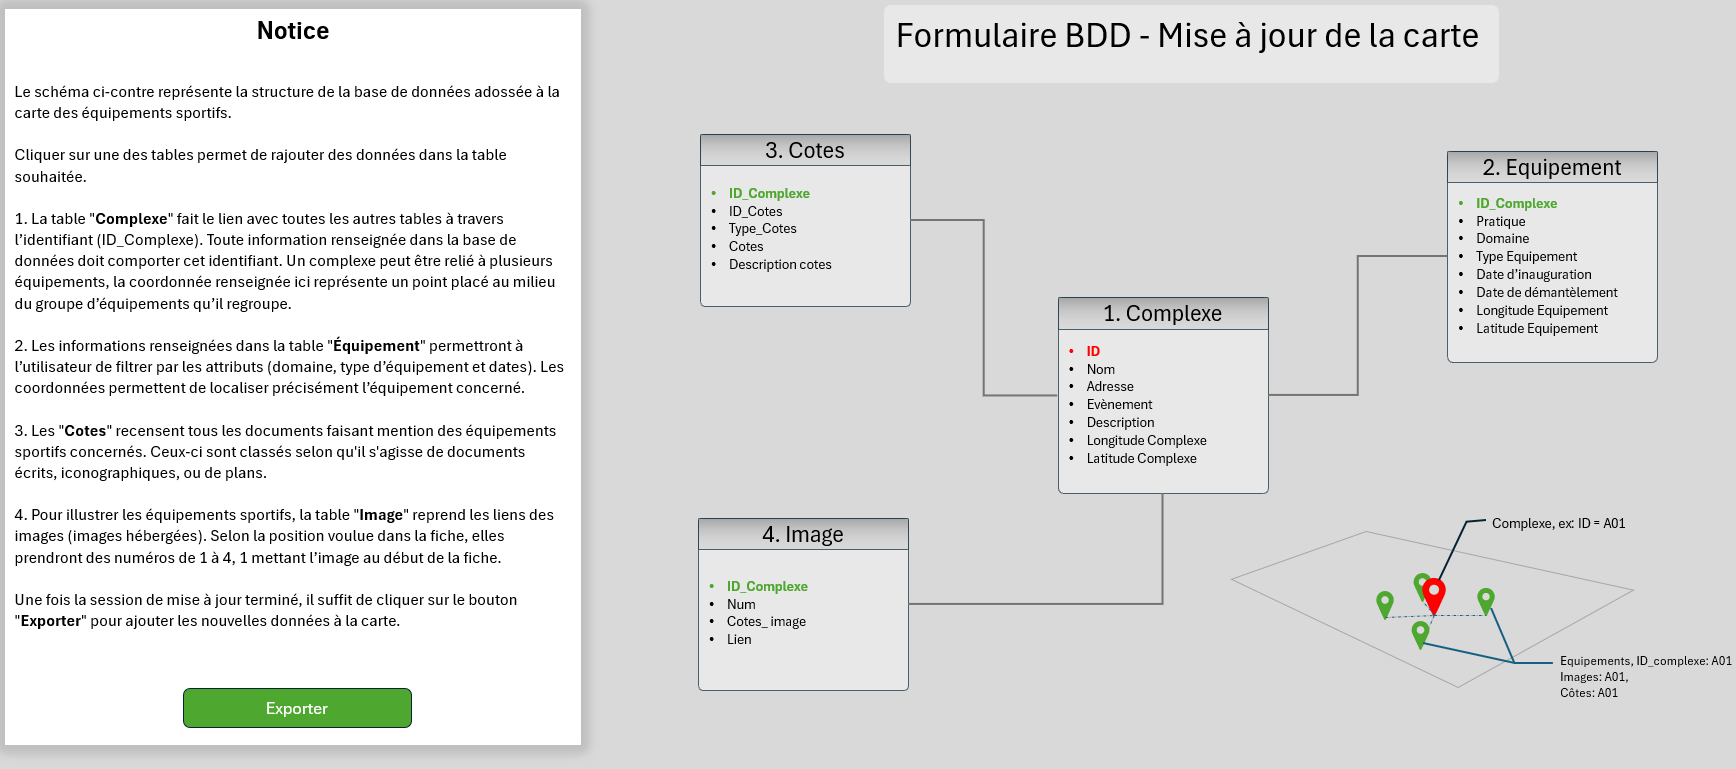 Notice
Le schéma ci-contre représente la structure de la base de données adossée à la
carte des équipements sportifs.
Cliquer sur une des tables permet de rajouter des données dans la table
souhaitée.
1. La table "Complexe" fait le lien avec toutes les autres tables à travers
l’identifiant (ID_Complexe). Toute information renseignée dans la base de
données doit comporter cet identifiant. Un complexe peut être relié à plusieurs
équipements, la coordonnée renseignée ici représente un point placé au milieu
du groupe d’équipements qu’il regroupe.
2. Les informations renseignées dans la table "Équipement" permettront à
l’utilisateur de filtrer par les attributs (domaine, type d’équipement et dates). Les
coordonnées permettent de localiser précisément l’équipement concerné.
3. Les "Cotes" recensent tous les documents faisant mention des équipements
sportifs concernés. Ceux-ci sont classés selon qu'il s'agisse de documents
écrits, iconographiques, ou de plans.
4. Pour illustrer les équipements sportifs, la table "Image" reprend les liens des
images (images hébergées). Selon la position voulue dans la fiche, elles
prendront des numéros de 1 à 4, 1 mettant l’image au début de la fiche.
Une fois la session de mise à jour terminé, il suffit de cliquer sur le bouton
"Exporter" pour ajouter les nouvelles données à la carte.
Exporter
Formulaire BDD - Mise à jour de la carte
3. Cotes
• ID_Complexe
• ID_Cotes
• Type_Cotes
• Cotes
• Description cotes
2. Equipement
• ID_Complexe
• Pratique
• Domaine
• Type Equipement
• Date d’inauguration
• Date de démantèlement
• Longitude Equipement
• Latitude Equipement
1. Complexe
• ID
• Nom
• Adresse
• Evènement
• Description
• Longitude Complexe
• Latitude Complexe
4. Image
• ID_Complexe
• Num
• Cotes_ image
• Lien
Complexe, ex: ID = A01
Equipements, ID_complexe: A01
Images: A01,
Côtes: A01